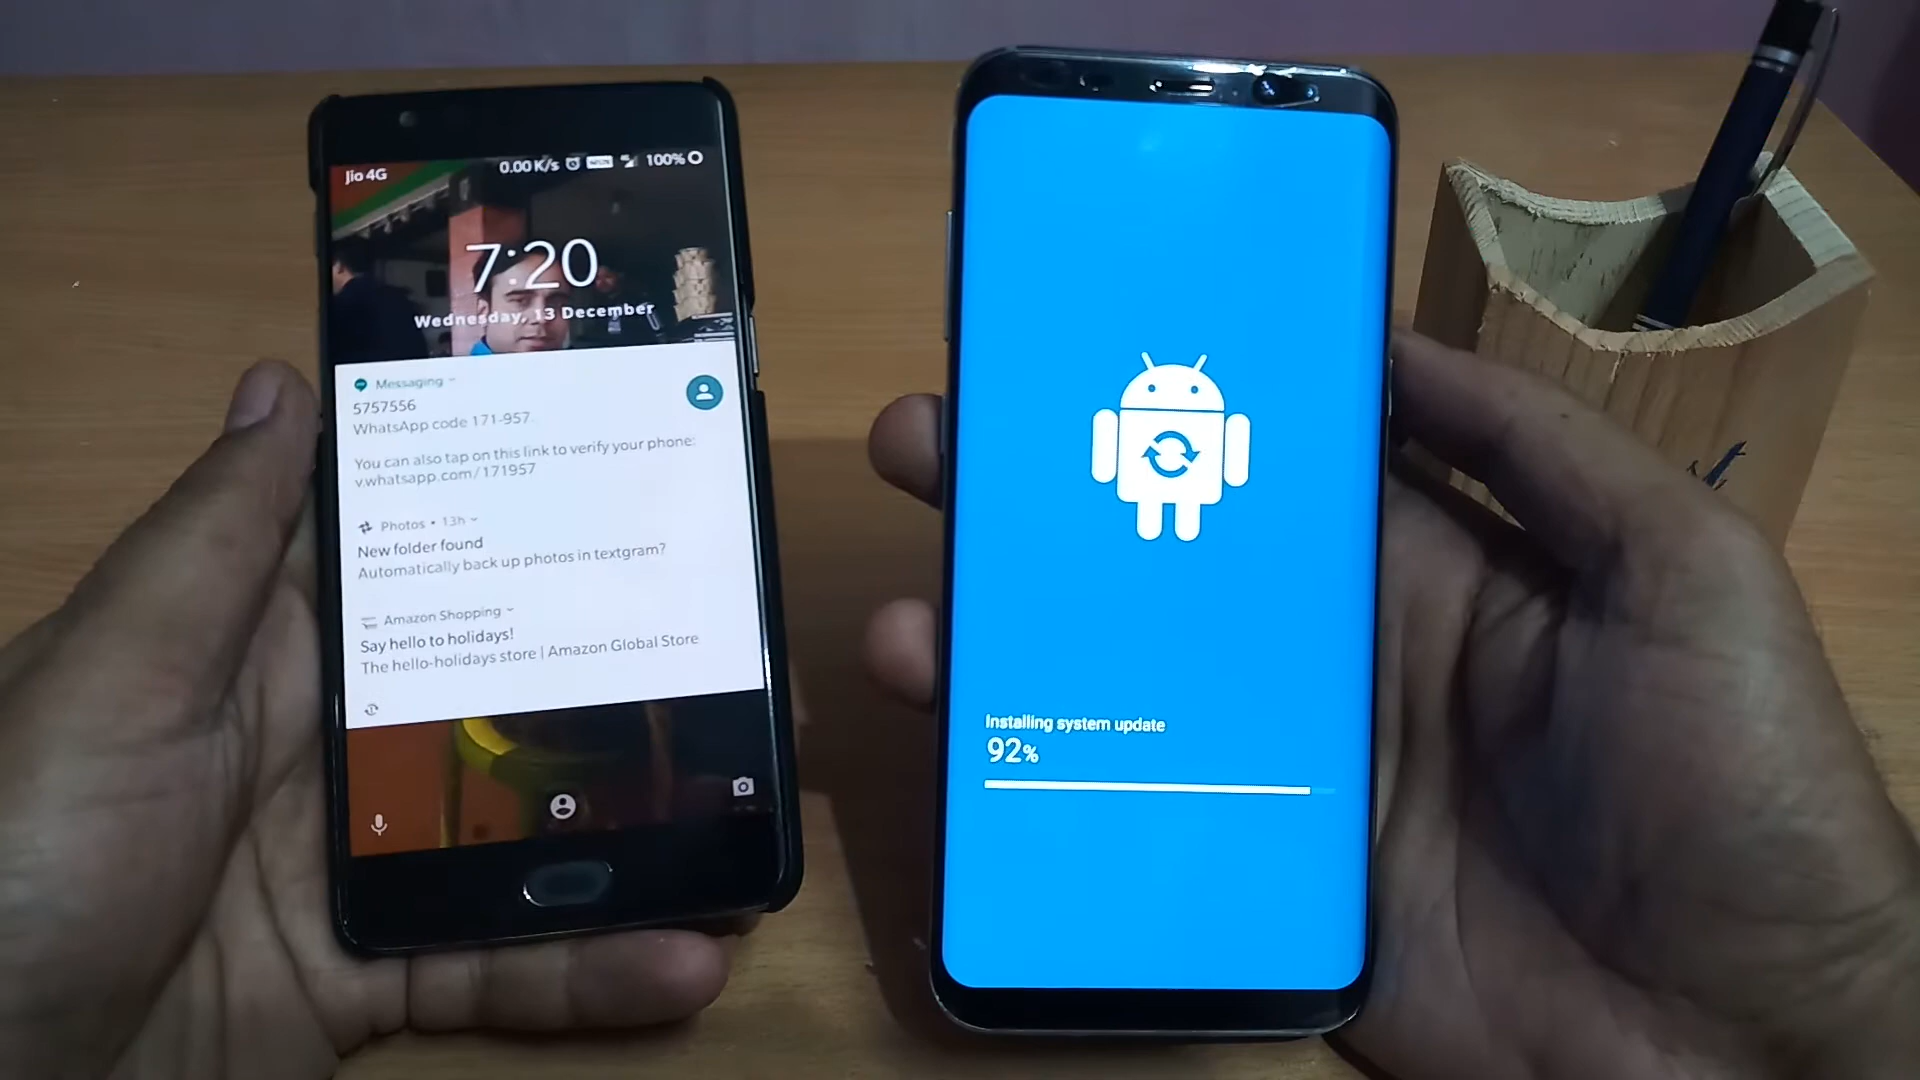 Jio 4G
0.00 K/s
100%
7:20
Wednesday, 13 December
Messaging
5757556
WhatsApp code 171-957.
You can also tap on this link to verify your phone:
v.whatsapp.com/171957
Photos • 13h
New folder found
Automatically back up photos in textgram?
Amazon Shopping
Say hello to holidays!
The hello-holidays store | Amazon Global Store
Installing system update
92%